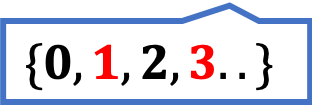 {0, 1, 2, 3..}